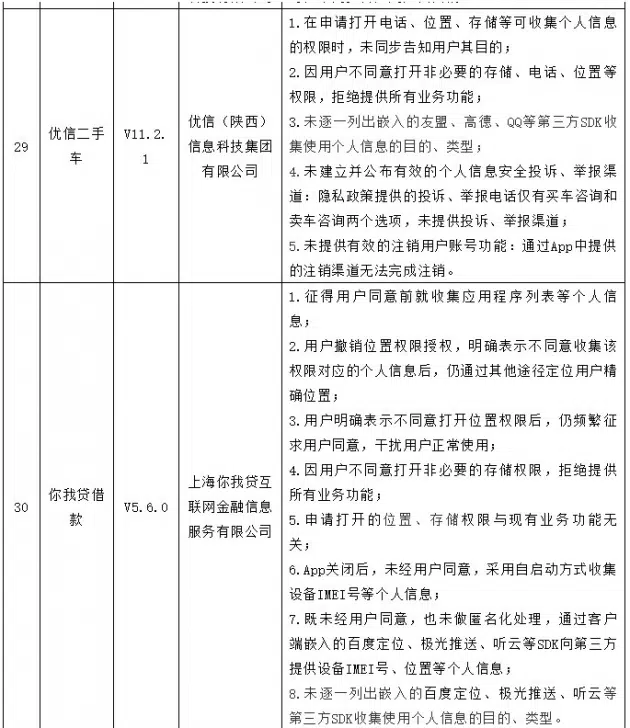 1.在申请打开电话、位置、存储等可收集个人信息
的权限时，未同步告知用户其目的；
2.因用户不同意打开非必要的存储、电话、位置等
权限，拒绝提供所有业务功能；
3.未逐一列出嵌入的友盟、高德、QQ等第三方SDK收
集使用个人信息的目的、类型；
4.未建立并公布有效的个人信息安全投诉、举报渠
道：隐私政策提供的投诉、举报电话仅有买车咨询和
卖车咨询两个选项，未提供投诉、举报渠道；
5.未提供有效的注销用户账号功能：通过App中提供
的注销渠道无法完成注销。
29
优信二手
车
V11.2.
1
优信（陕西）
信息科技集团
有限公司
1.征得用户同意前就收集应用程序列表等个人信
息；
2.用户撤销位置权限授权，明确表示不同意收集该
权限对应的个人信息后，仍通过其他途径定位用户精
确位置；
3.用户明确表示不同意打开位置权限后，仍频繁征
求用户同意，干扰用户正常使用；
4.因用户不同意打开非必要的存储权限，拒绝提供
所有业务功能；
5.申请打开的位置、存储权限与现有业务功能无
关；
6.App关闭后，未经用户同意，采用自启动方式收集
设备IMEI号等个人信息；
7.既未经用户同意，也未做匿名化处理，通过客户
端嵌入的百度定位、极光推送、听云等SDK向第三方
提供设备IMEI号、位置等个人信息；
8.未逐一列出嵌入的百度定位、极光推送、听云等
第三方SDK收集使用个人信息的目的、类型。
30
你我贷借
款
V5.6.0
上海你我贷互
联网金融信息
服务有限公司